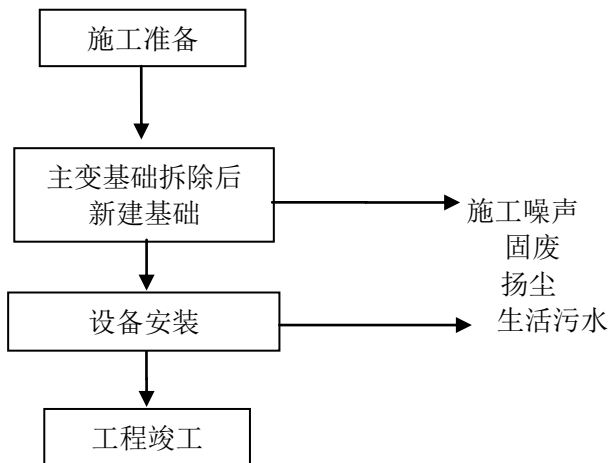 施工准备
主变基础拆除后
新建基础
施工噪声
固废
扬尘
设备安装
生活污水
工程竣工